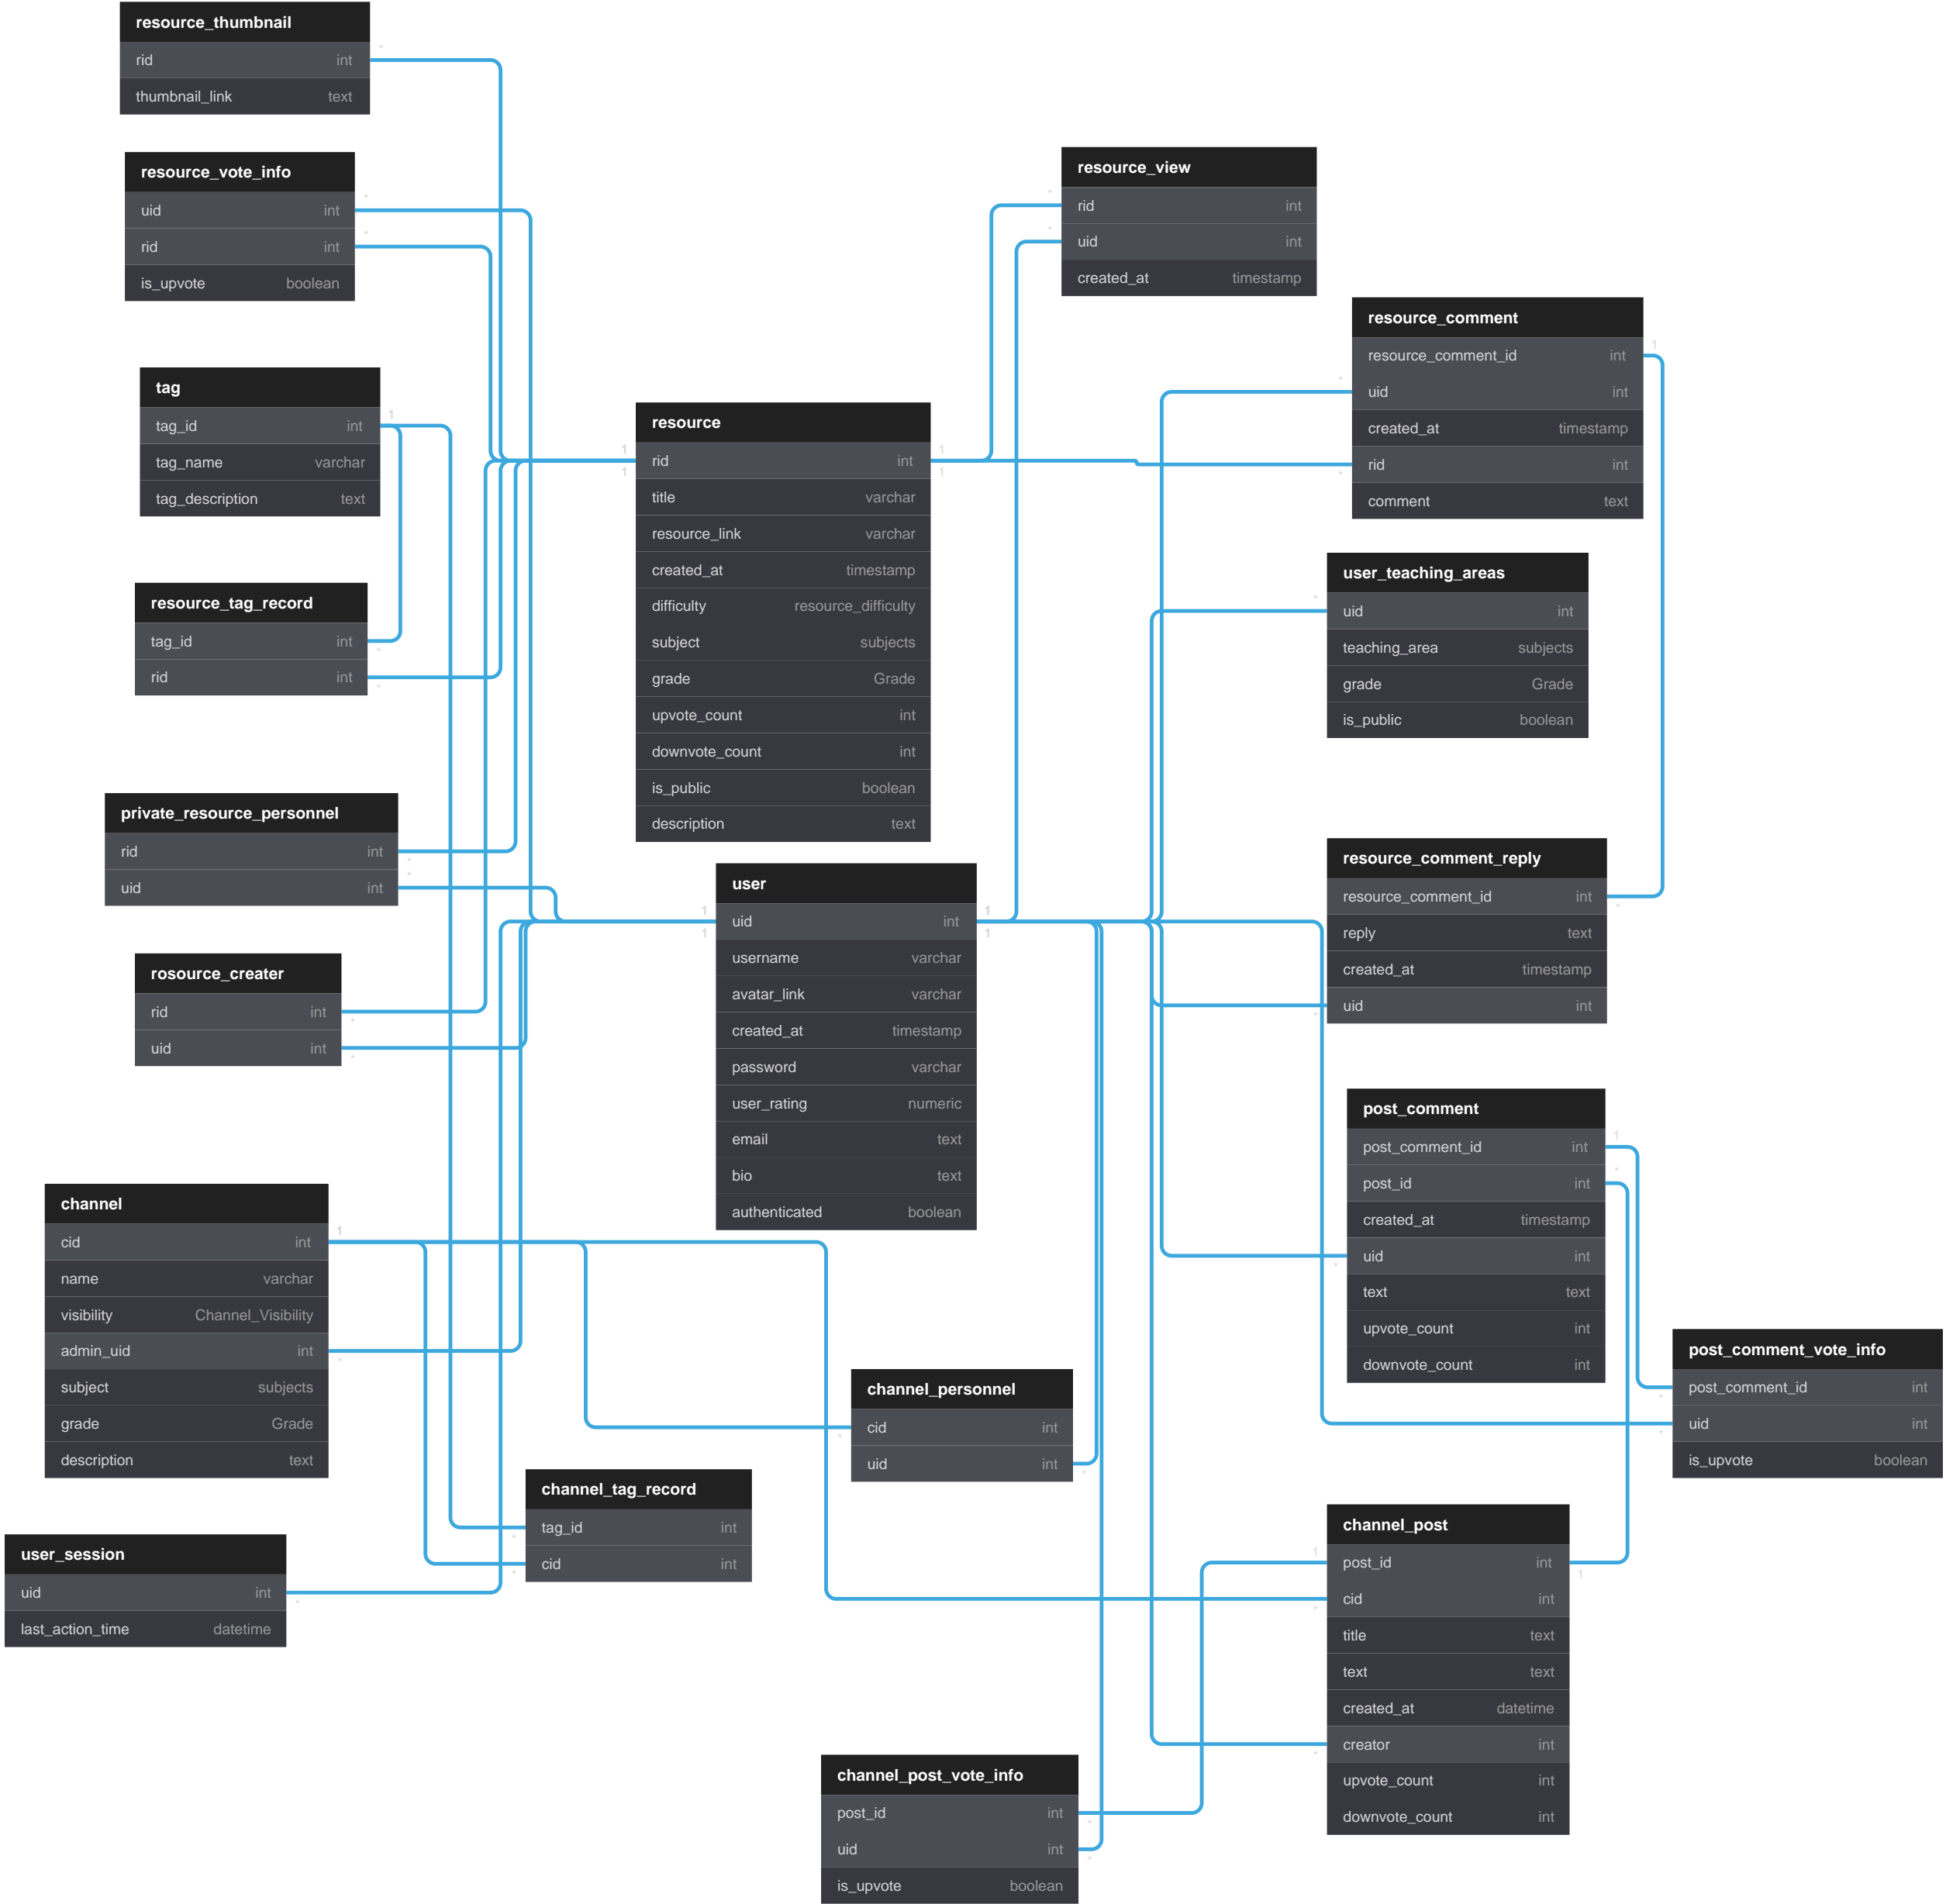 resource_thumbnail
rid int
thumbnail_link text
resource_vote_info
uid int
rid int
is_upvote boolean
resource_view
rid int
uid int
created_at timestamp
resource_comment
resource_comment_id int
uid int
created_at timestamp
rid int
comment text
tag
tag_id int
tag_name varchar
tag_description text
resource
rid int
title varchar
resource_link varchar
created_at timestamp
difficulty resource_difficulty
subject subjects
grade Grade
upvote_count int
downvote_count int
is_public boolean
description text
user_teaching_areas
uid int
teaching_area subjects
grade Grade
is_public boolean
resource_tag_record
tag_id int
rid int
private_resource_personnel
rid int
uid int
resource_comment_reply
resource_comment_id int
reply text
created_at timestamp
uid int
user
uid int
username varchar
avatar_link varchar
created_at timestamp
password varchar
user_rating numeric
email text
bio text
authenticated boolean
rosource_creater
rid int
uid int
post_comment
post_comment_id int
post_id int
created_at timestamp
uid int
text text
upvote_count int
downvote_count int
channel
cid int
name varchar
visibility Channel_Visibility
admin_uid int
subject subjects
grade Grade
description text
post_comment_vote_info
post_comment_id int
uid int
is_upvote boolean
channel_personnel
cid int
uid int
channel_tag_record
tag_id int
cid int
channel_post
post_id int
cid int
title text
text text
created_at datetime
creator int
upvote_count int
downvote_count int
user_session
uid int
last_action_time datetime
channel_post_vote_info
post_id int
uid int
is_upvote boolean